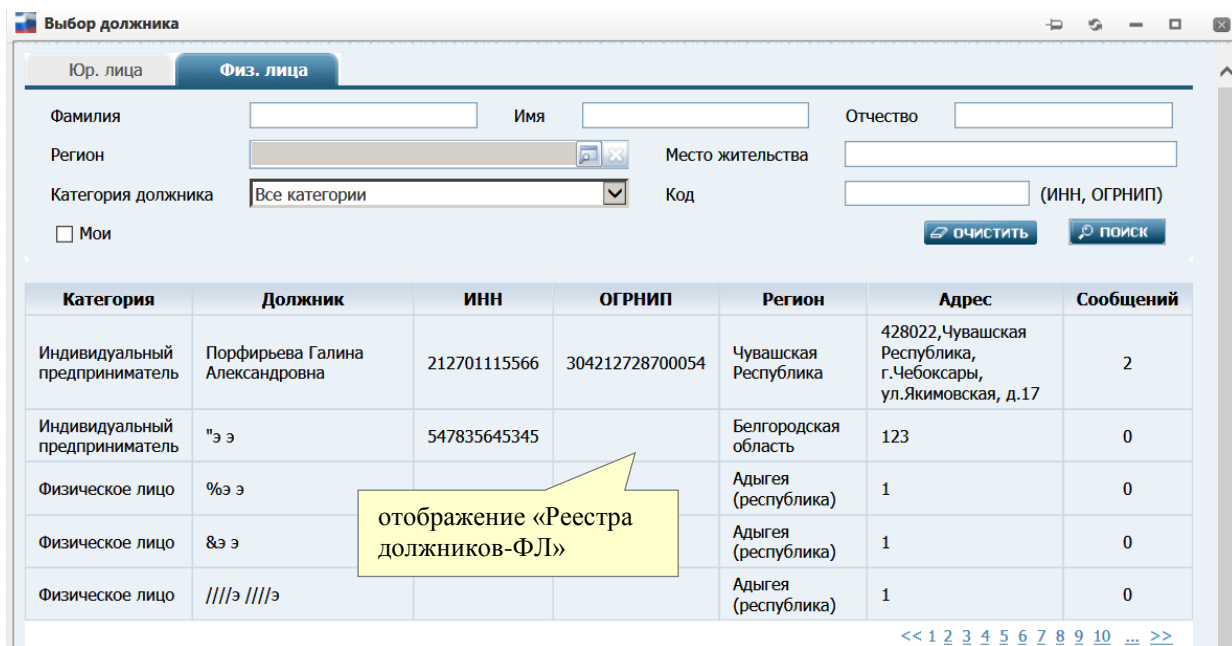 Выбор должника
Юр. лица Физ. лица
Фамилия Имя Отчество
Регион Место жительства
Категория должника Все категории Код (ИНН, ОГРНИП)
Мои ОЧИСТИТЬ ПОИСК
Категория Должник ИНН ОГРНИП Регион Адрес Сообщений
Индивидуальный предприниматель Порфирьева Галина Александровна 212701115566 304212728700054 Чувашская Республика 428022,Чувашская Республика, г.Чебоксары, ул.Якимовская, д.17 2
Индивидуальный предприниматель "э э 547835645345 Белгородская область 123 0
Физическое лицо %э э Адыгея (республика) 1 0
отображение «Реестра
должников-ФЛ»
Физическое лицо &э э Адыгея (республика) 1 0
Физическое лицо ////э ////э Адыгея (республика) 1 0
<< 1 2 3 4 5 6 7 8 9 10 ... >>